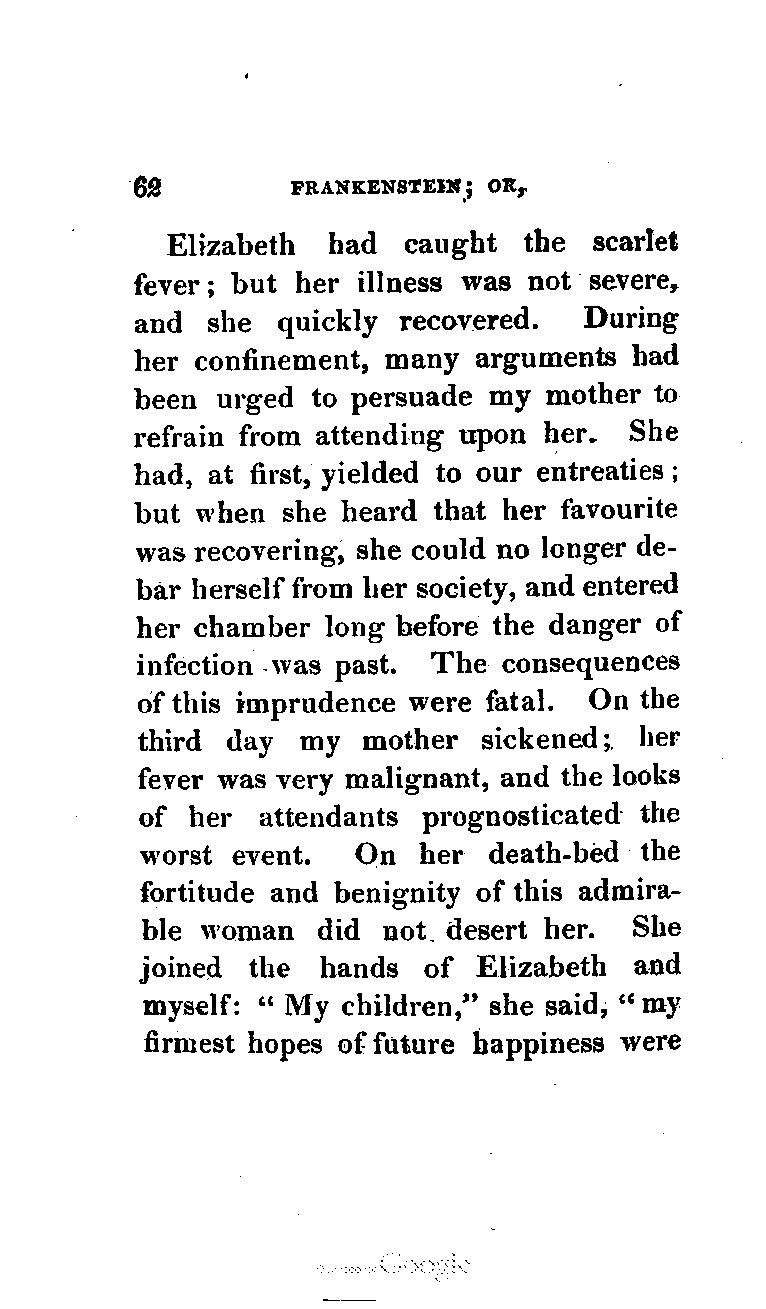 62 FRANKENSTEIN; OR,
Elizabeth had caught the scarlet
fever; but her illness was not severe,
and she quickly recovered. During
her confinement, many arguments had
been urged to persuade my mother to
refrain from attending upon her. She
had, at first, yielded to our entreaties;
but when she heard that her favourite
was recovering, she could no longer de-
bar herself from her society, and entered
her chamber long before the danger of
infection was past. The consequences
of this imprudence were fatal. On the
third day my mother sickened; her
fever was very malignant, and the looks
of her attendants prognosticated the
worst event. On her death-bed the
fortitude and benignity of this admira-
ble woman did not desert her. She
joined the hands of Elizabeth and
myself: “ My children,” she said, “ my
firmest hopes of future happiness were
Google